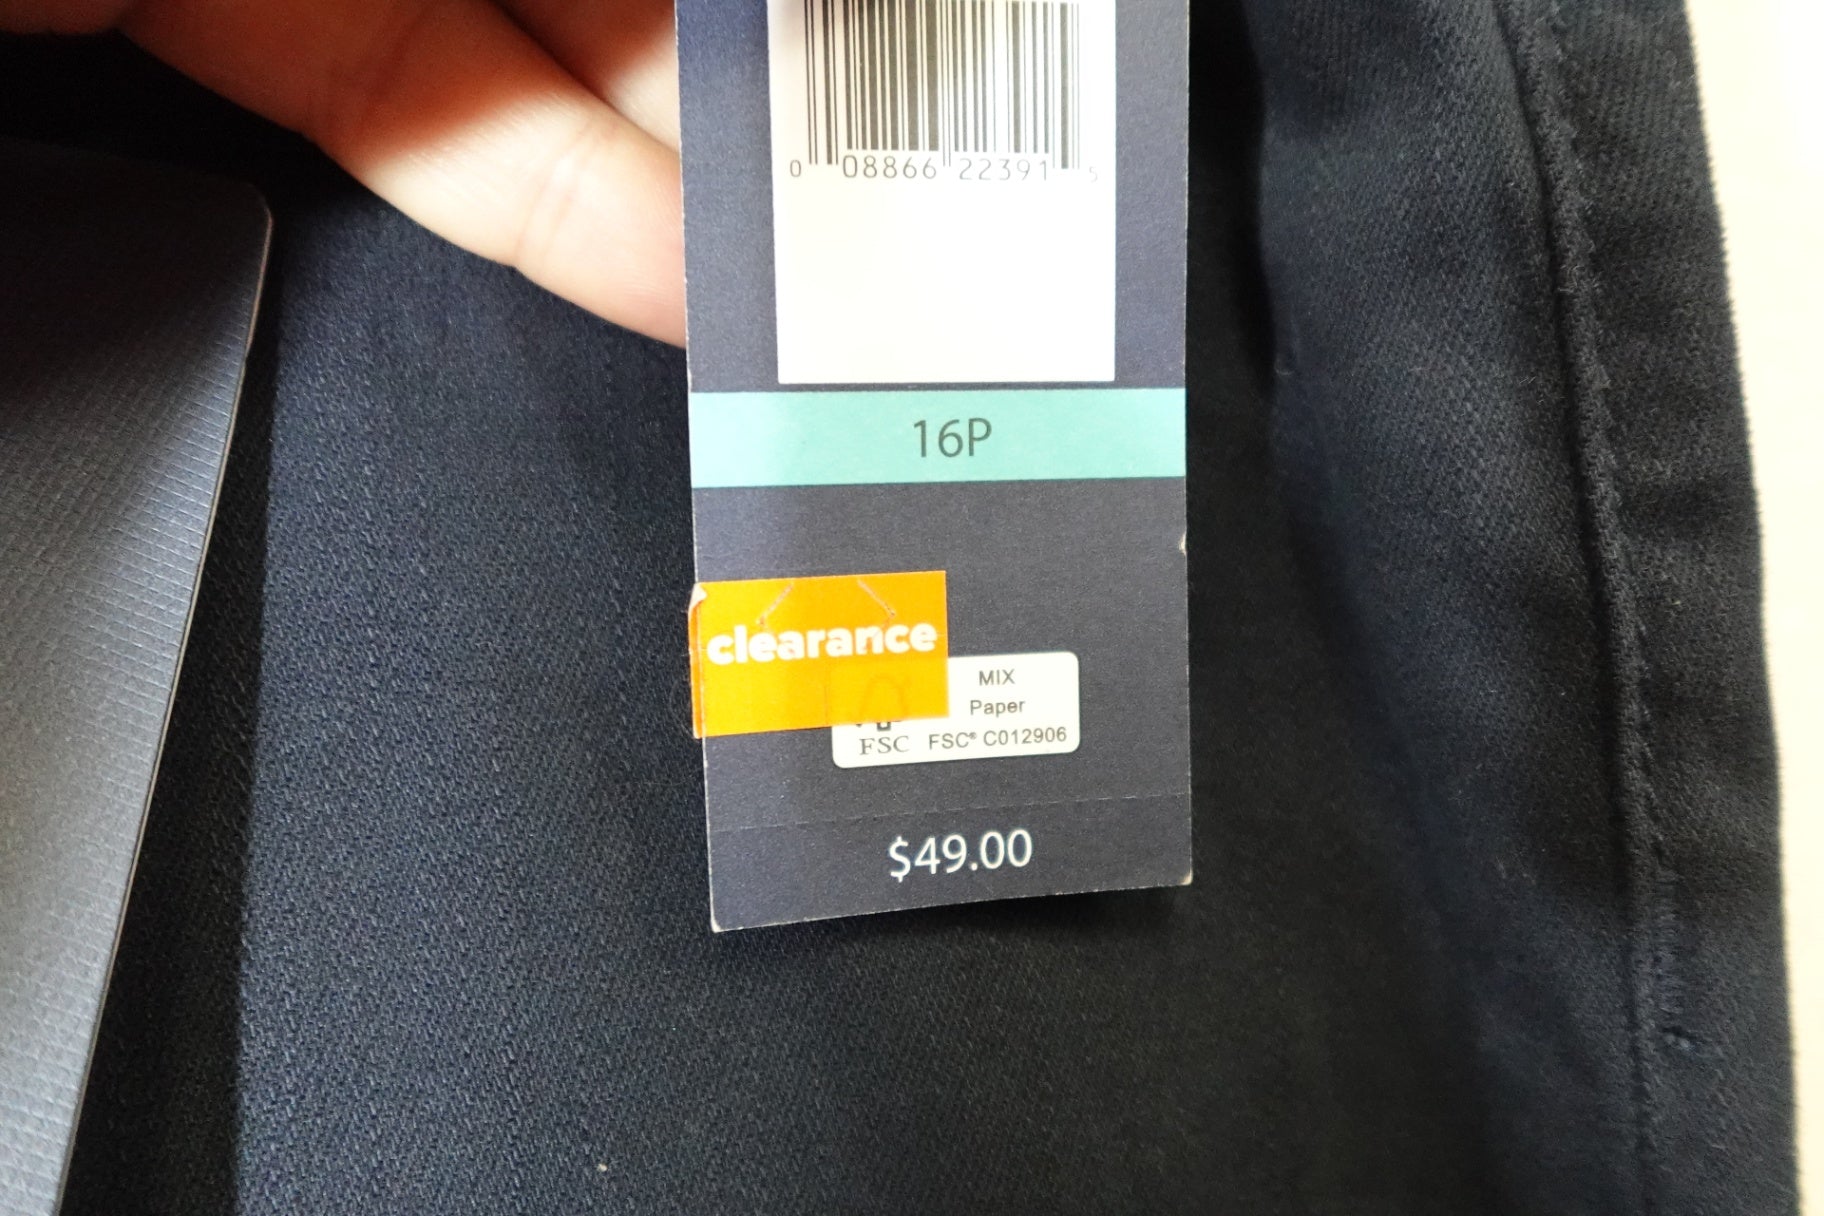 0 08866 22391 5
16P
clearance
MIX
Paper
FSC FSC® C012906
$49.00